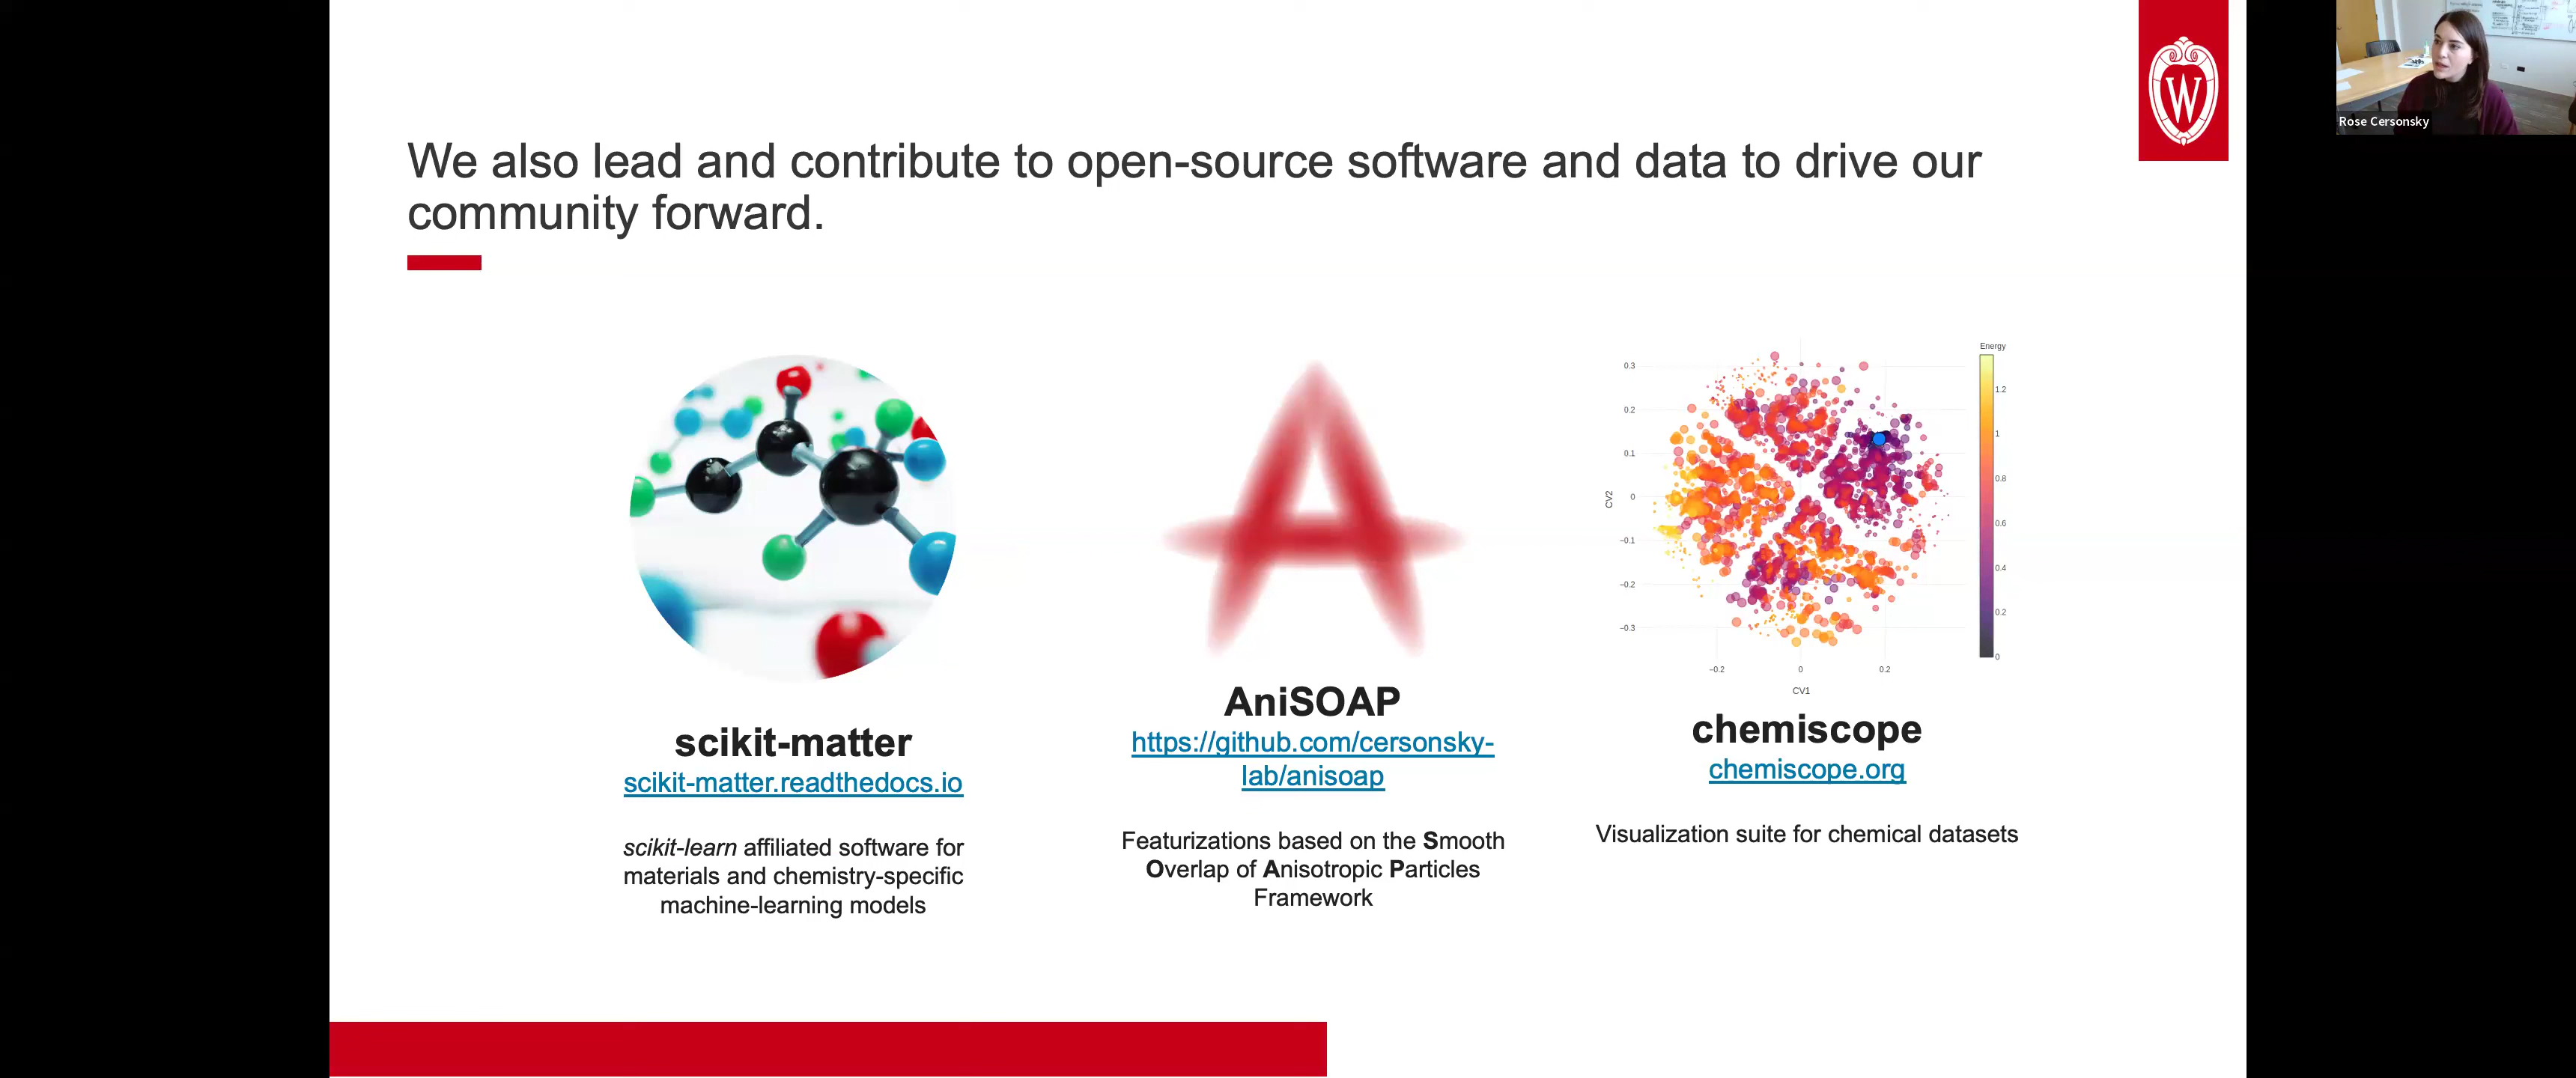 We also lead and contribute to open-source software and data to drive our
community forward.
W
Rose Cersonsky
scikit-matter
scikit-matter.readthedocs.io
scikit-learn affiliated software for
materials and chemistry-specific
machine-learning models
AniSOAP
https://github.com/cersonsky-
lab/anisoap
Featurizations based on the Smooth
Overlap of Anisotropic Particles
Framework
Energy
1.2
1
0.8
0.6
0.4
0.2
0
0.3
0.2
0.1
0
−0.1
−0.2
−0.3
CV2
−0.2 0 0.2
CV1
chemiscope
chemiscope.org
Visualization suite for chemical datasets